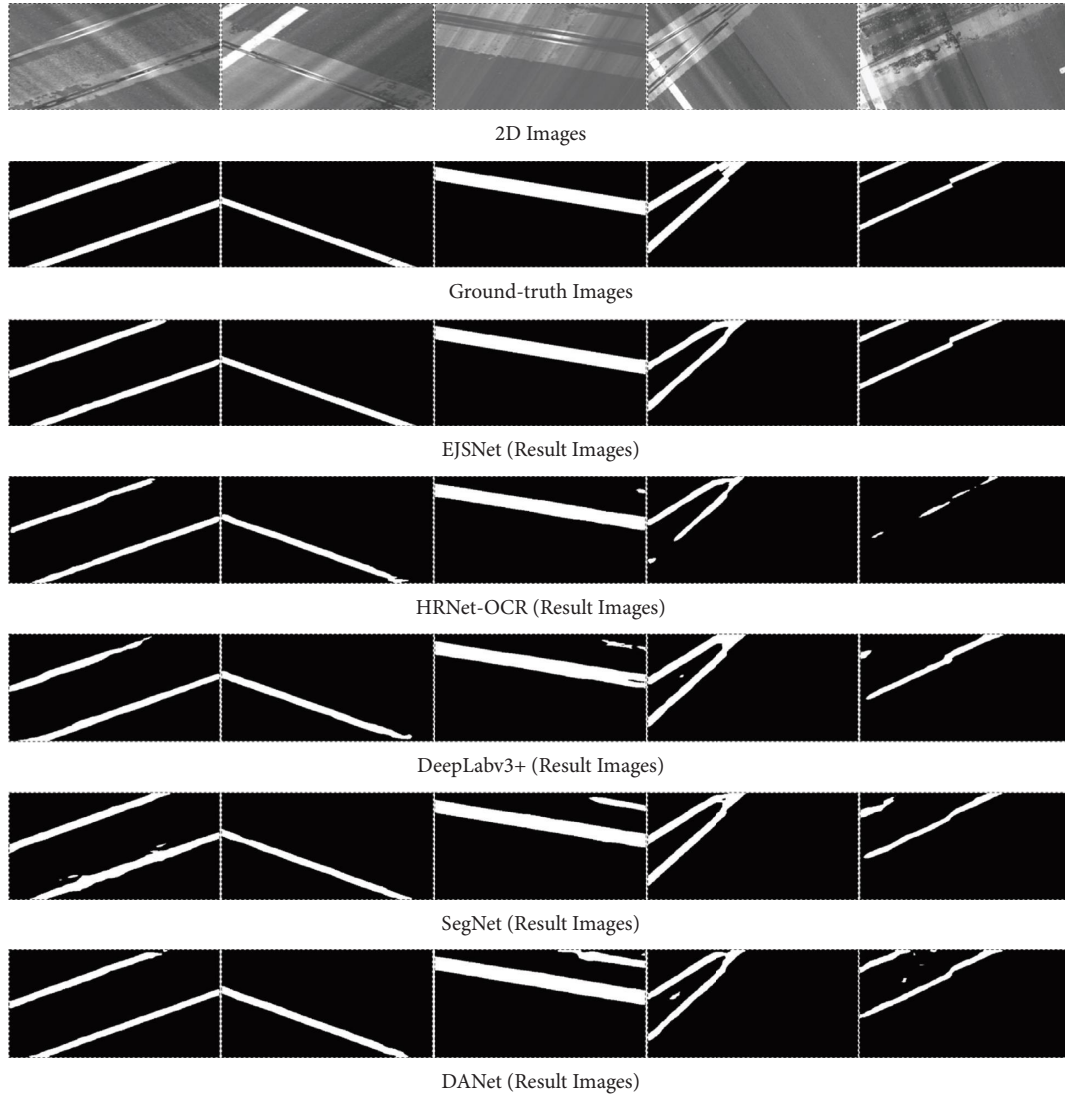 2D Images
Ground-truth Images
EJSNet (Result Images)
HRNet-OCR (Result Images)
DeepLabv3+ (Result Images)
SegNet (Result Images)
DANet (Result Images)